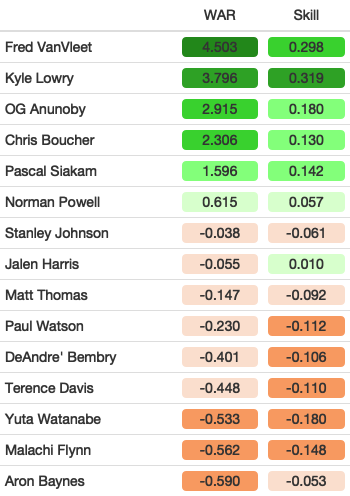 WAR Skill
Fred VanVleet 4.503 0.298
Kyle Lowry 3.796 0.319
OG Anunoby 2.915 0.180
Chris Boucher 2.306 0.130
Pascal Siakam 1.596 0.142
Norman Powell 0.615 0.057
Stanley Johnson -0.038 -0.061
Jalen Harris -0.055 0.010
Matt Thomas -0.147 -0.092
Paul Watson -0.230 -0.112
DeAndre' Bembry -0.401 -0.106
Terence Davis -0.448 -0.110
Yuta Watanabe -0.533 -0.180
Malachi Flynn -0.562 -0.148
Aron Baynes -0.590 -0.053